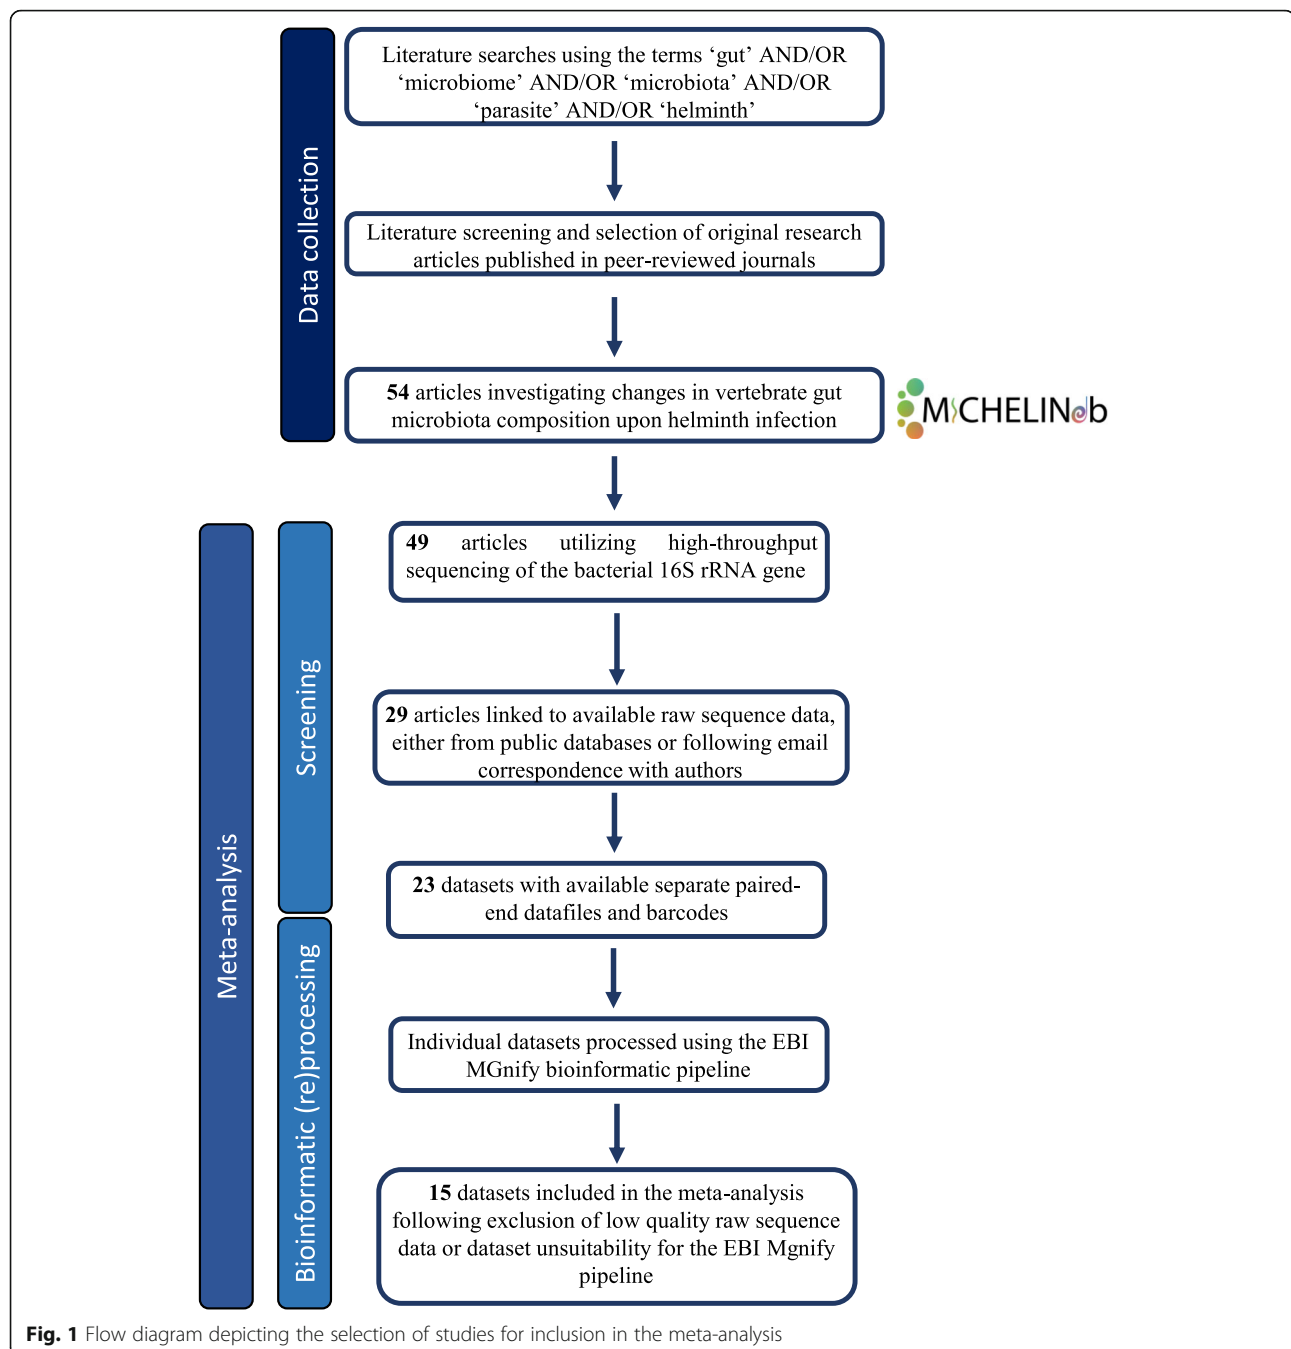 Data collection
Literature searches using the terms ‘gut’ AND/OR
‘microbiome’ AND/OR ‘microbiota’ AND/OR
‘parasite’ AND/OR ‘helminth’
Literature screening and selection of original research
articles published in peer-reviewed journals
54 articles investigating changes in vertebrate gut
microbiota composition upon helminth infection
MICHELINdb
Meta-analysis
Screening
49 articles utilizing high-throughput
sequencing of the bacterial 16S rRNA gene
29 articles linked to available raw sequence data,
either from public databases or following email
correspondence with authors
23 datasets with available separate paired-
end datafiles and barcodes
Bioinformatic (re)processing
Individual datasets processed using the EBI
MGnify bioinformatic pipeline
15 datasets included in the meta-analysis
following exclusion of low quality raw sequence
data or dataset unsuitability for the EBI Mgnify
pipeline
Fig. 1 Flow diagram depicting the selection of studies for inclusion in the meta-analysis